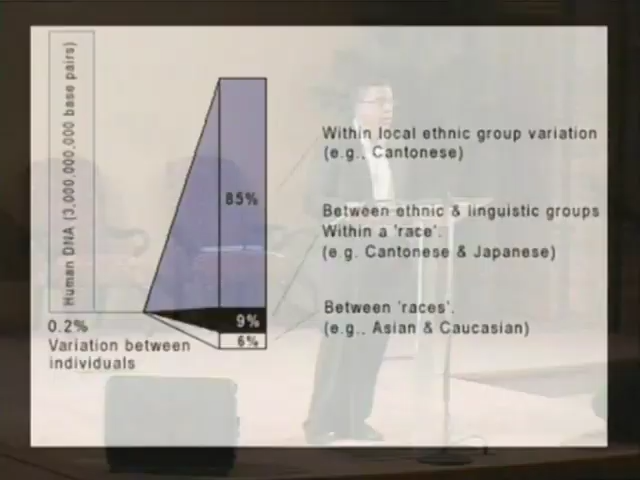 Human DNA (3,000,000,000 base pairs)
85%
9%
6%
0.2%
Variation between
individuals
Within local ethnic group variation
(e.g., Cantonese)
Between ethnic & linguistic groups
Within a 'race'.
(e.g. Cantonese & Japanese)
Between 'races'.
(e.g., Asian & Caucasian)